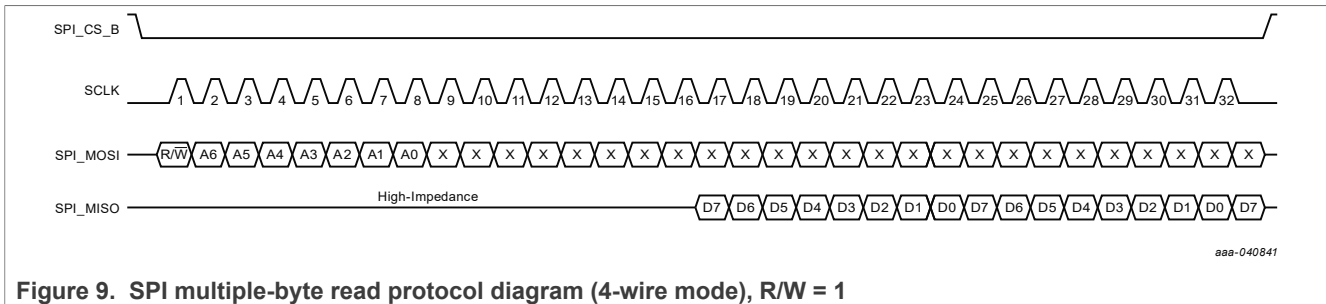 SPI_CS_B
SCLK 1 2 3 4 5 6 7 8 9 10 11 12 13 14 15 16 17 18 19 20 21 22 23 24 25 26 27 28 29 30 31 32
SPI_MOSI R/W̅ A6 A5 A4 A3 A2 A1 A0 X X X X X X X X X X X X X X X X X X X X X X X X X X
SPI_MISO High-Impedance D7 D6 D5 D4 D3 D2 D1 D0 D7 D6 D5 D4 D3 D2 D1 D0 D7
aaa-040841
Figure 9. SPI multiple-byte read protocol diagram (4-wire mode), R/W = 1